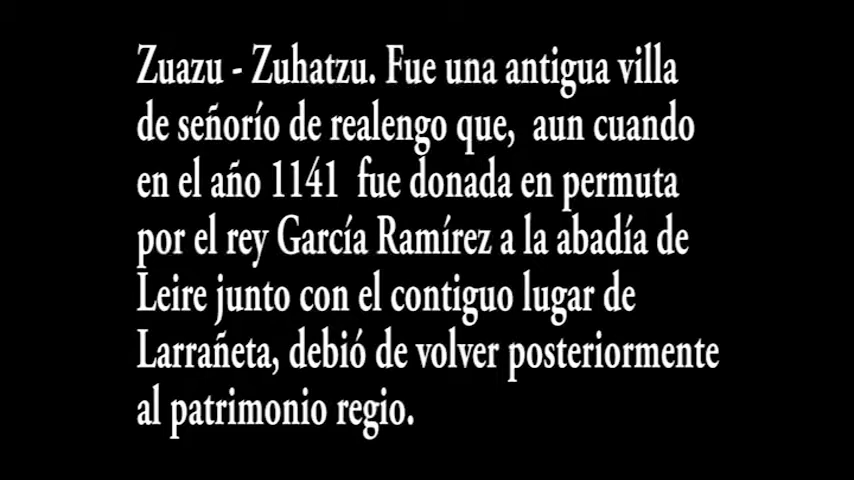 Zuazu - Zuhatzu. Fue una antigua villa
de señorío de realengo que, aun cuando
en el año 1141 fue donada en permuta
por el rey García Ramírez a la abadía de
Leire junto con el contiguo lugar de
Larrañeta, debió de volver posteriormente
al patrimonio regio.